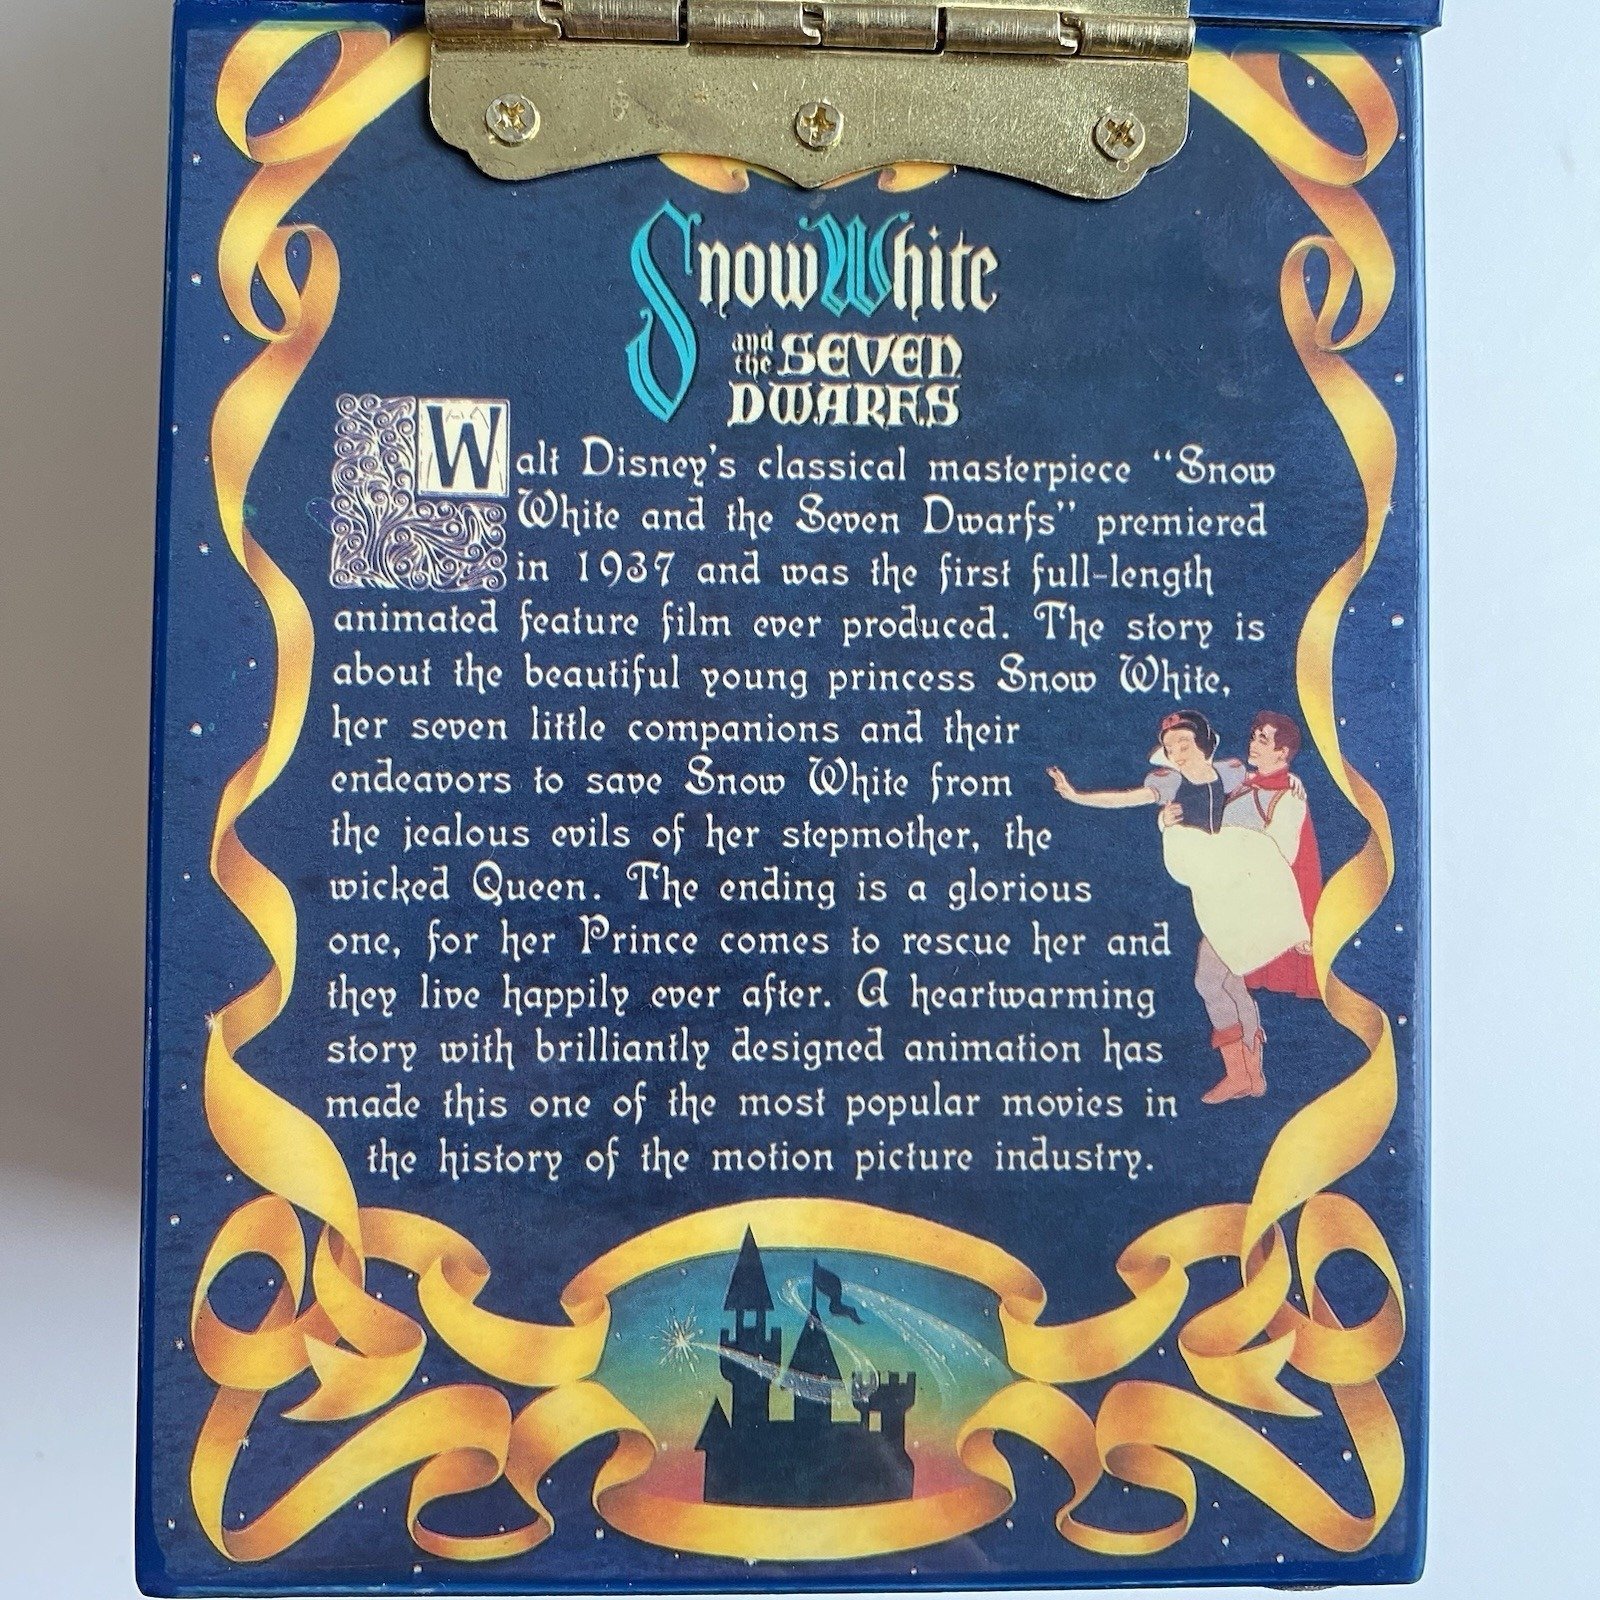 Snow White
and the SEVEN
DWARFS
Walt Disney's classical masterpiece "Snow
White and the Seven Dwarfs" premiered
in 1937 and was the first full-length
animated feature film ever produced. The story is
about the beautiful young princess Snow White,
her seven little companions and their
endeavors to save Snow White from
the jealous evils of her stepmother, the
wicked Queen. The ending is a glorious
one, for her Prince comes to rescue her and
they live happily ever after. A heartwarming
story with brilliantly designed animation has
made this one of the most popular movies in
the history of the motion picture industry.